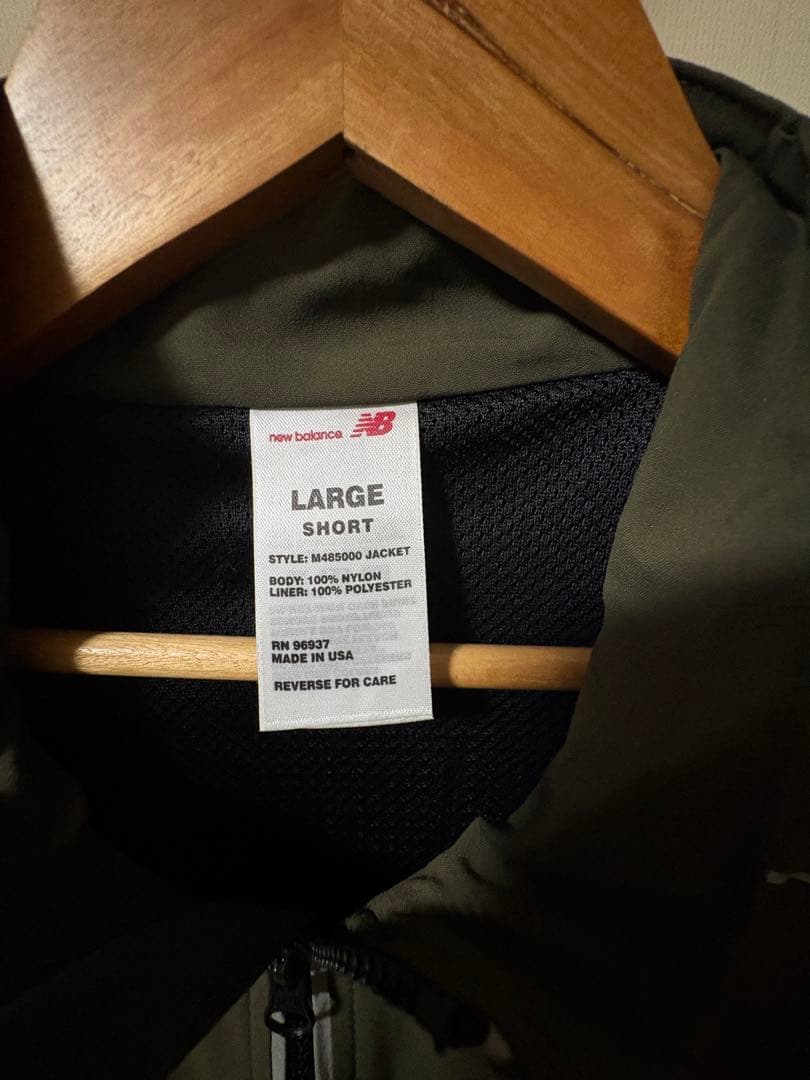 new balance NB
LARGE
SHORT
STYLE: M485000 JACKET
BODY: 100% NYLON
LINER: 100% POLYESTER
RN 96937
MADE IN USA
REVERSE FOR CARE